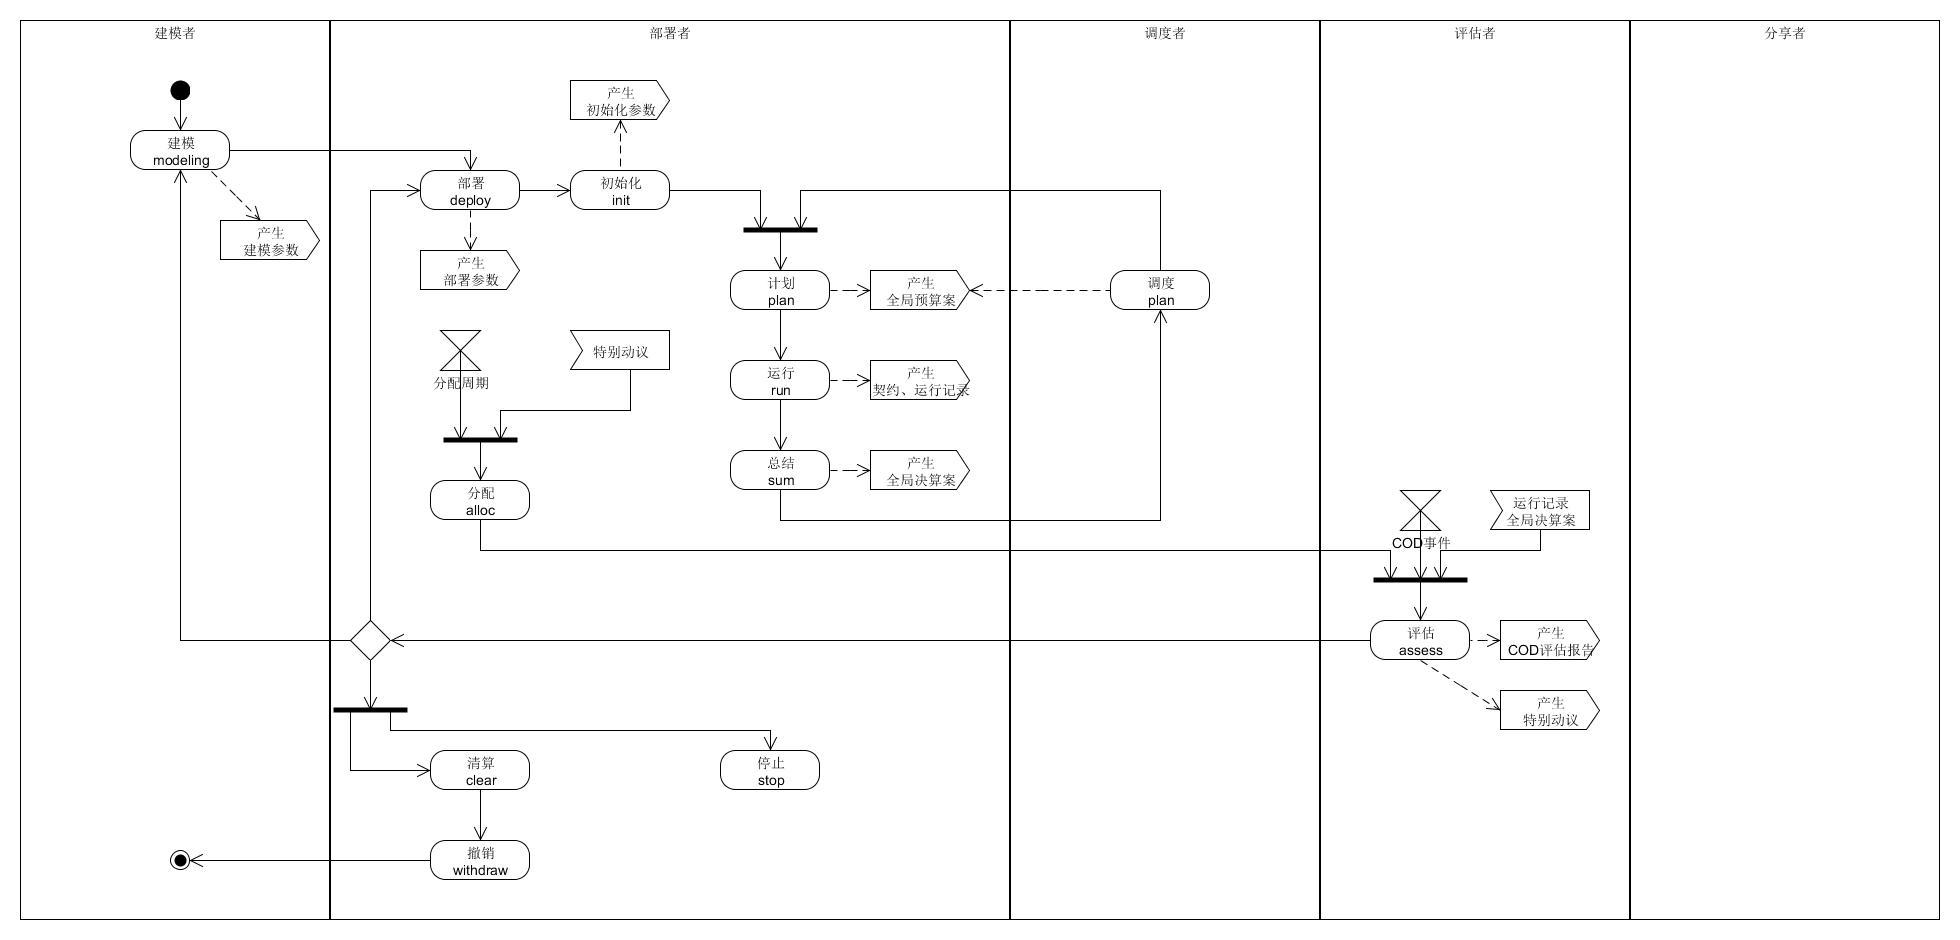 建模者
部署者
调度者
评估者
分享者
建模
modeling
产生
建模参数
部署
deploy
产生
部署参数
产生
初始化参数
初始化
init
计划
plan
产生
全局预算案
调度
plan
分配周期
特别动议
运行
run
产生
契约、运行记录
总结
sum
产生
全局决算案
分配
alloc
COD事件
运行记录
全局决算案
评估
assess
产生
COD评估报告
产生
特别动议
清算
clear
停止
stop
撤销
withdraw